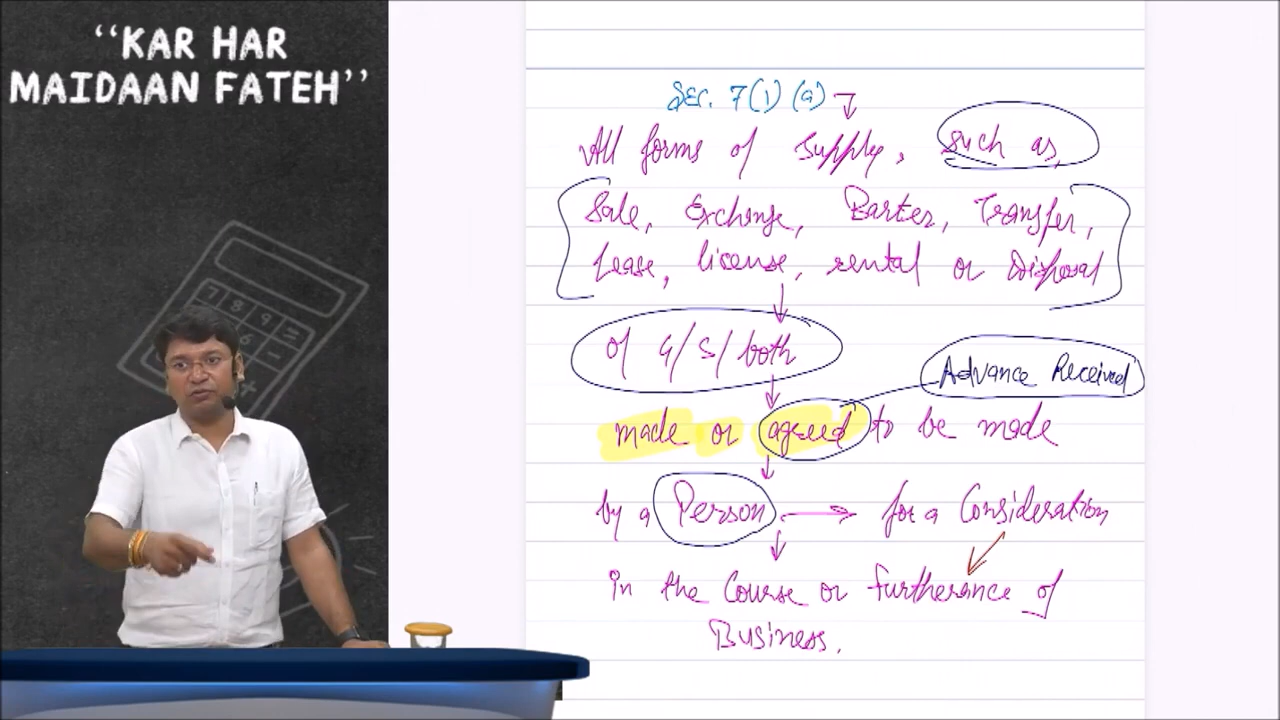 “KAR HAR
MAIDAAN FATEH”
Sec. 7(1) (a)
All forms of supply, such as,
Sale, Exchange, Barter, Transfer,
Lease, license, rental or Disposal
of G/S/both
Advance Received
made or agreed to be made
by a Person for a Consideration
in the Course or furtherance of
Business.